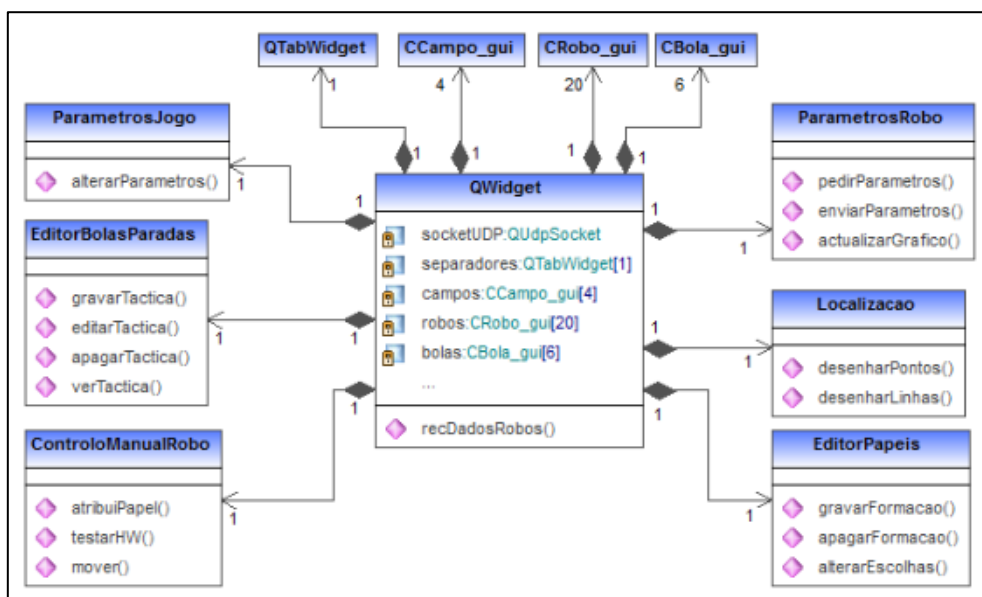 QTabWidget
CCampo_gui
CRobo_gui
CBola_gui
1
4
20
6
1
1
1
1
ParametrosJogo
alterarParametros()
1
1
EditorBolasParadas
gravarTactica()
editarTactica()
apagarTactica()
verTactica()
1
1
ControloManualRobo
atribuiPapel()
testarHW()
mover()
1
1
QWidget
socketUDP:QUdpSocket
separadores:QTabWidget[1]
campos:CCampo_gui[4]
robos:CRobo_gui[20]
bolas:CBola_gui[6]
...
recDadosRobos()
ParametrosRobo
pedirParametros()
enviarParametros()
actualizarGrafico()
1
1
Localizacao
desenharPontos()
desenharLinhas()
1
1
EditorPapeis
gravarFormacao()
apagarFormacao()
alterarEscolhas()
1
1